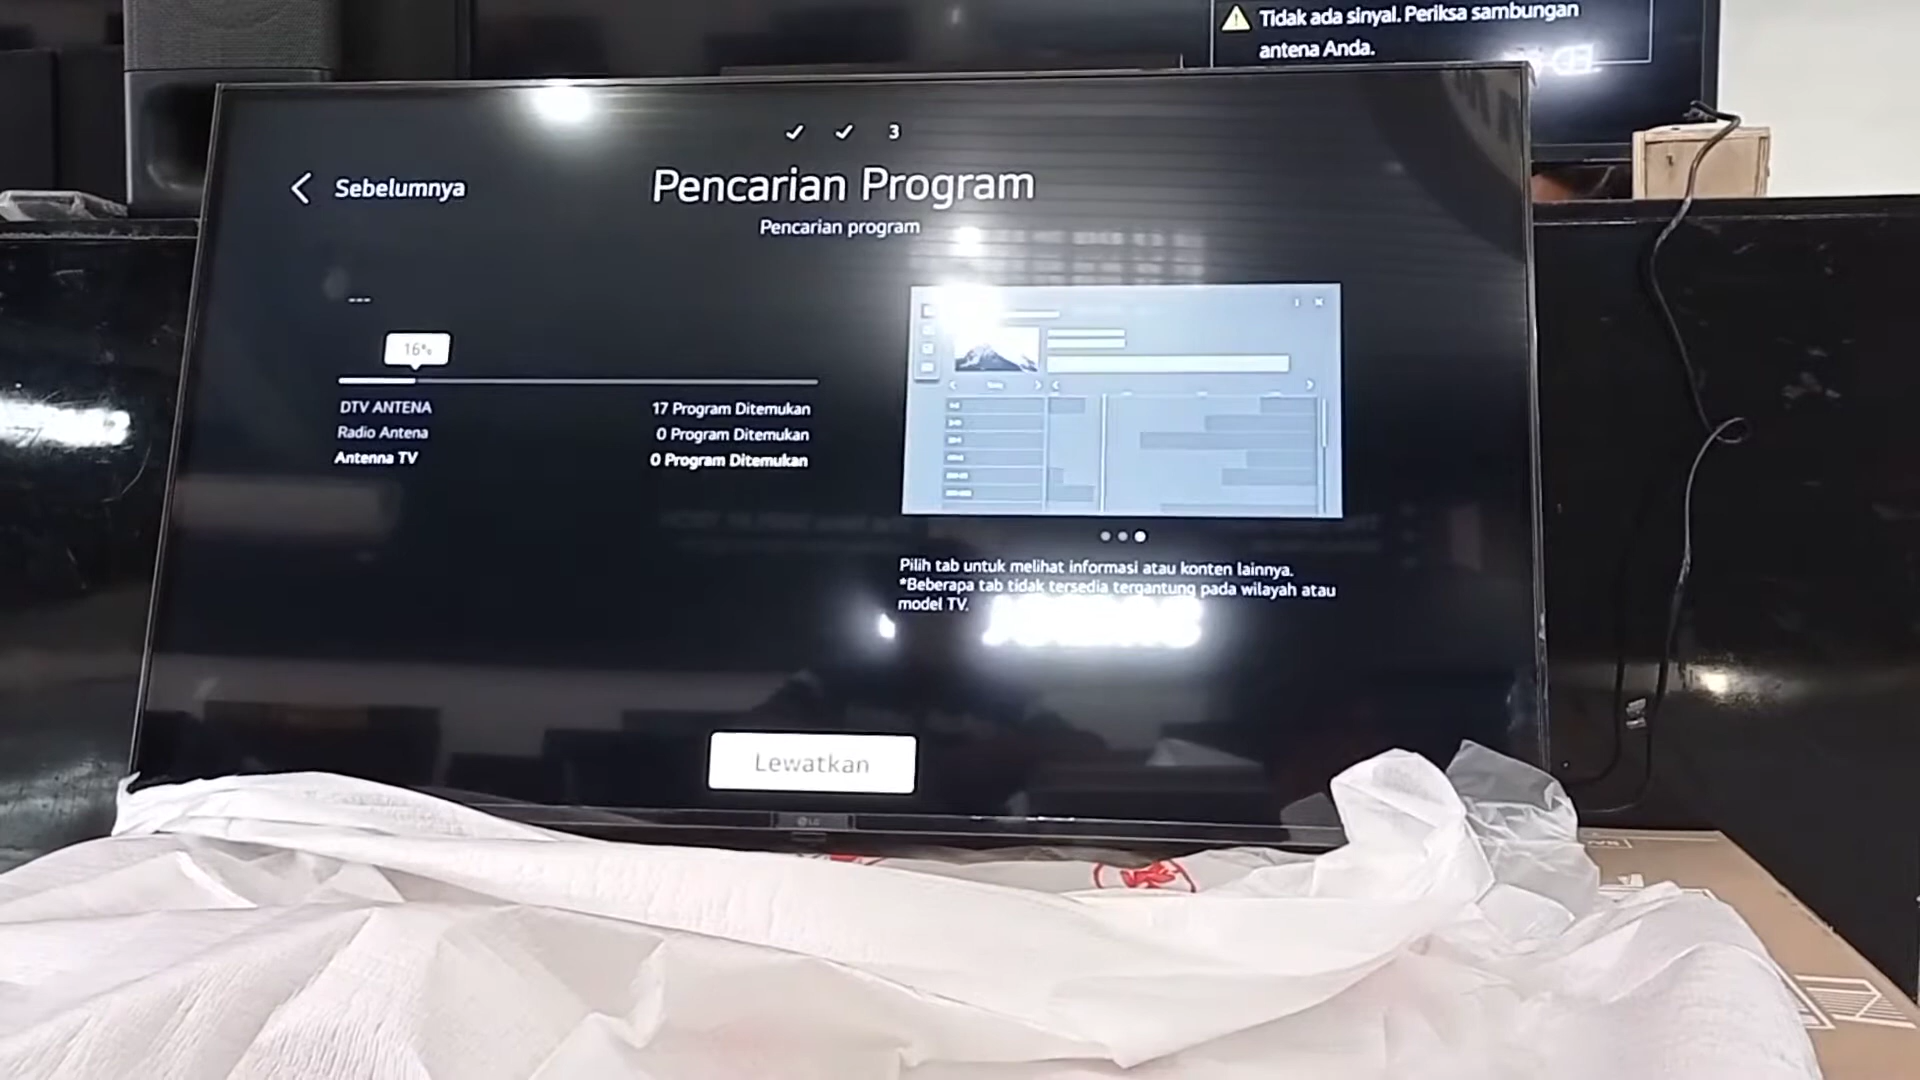 Tidak ada sinyal. Periksa sambungan
antena Anda.
3
Sebelumnya
Pencarian Program
Pencarian program
---
16%
DTV ANTENA 17 Program Ditemukan
Radio Antena 0 Program Ditemukan
Antenna TV 0 Program Ditemukan
Pilih tab untuk melihat informasi atau konten lainnya.
*Beberapa tab tidak tersedia tergantung pada wilayah atau
model TV.
Lewatkan
LG